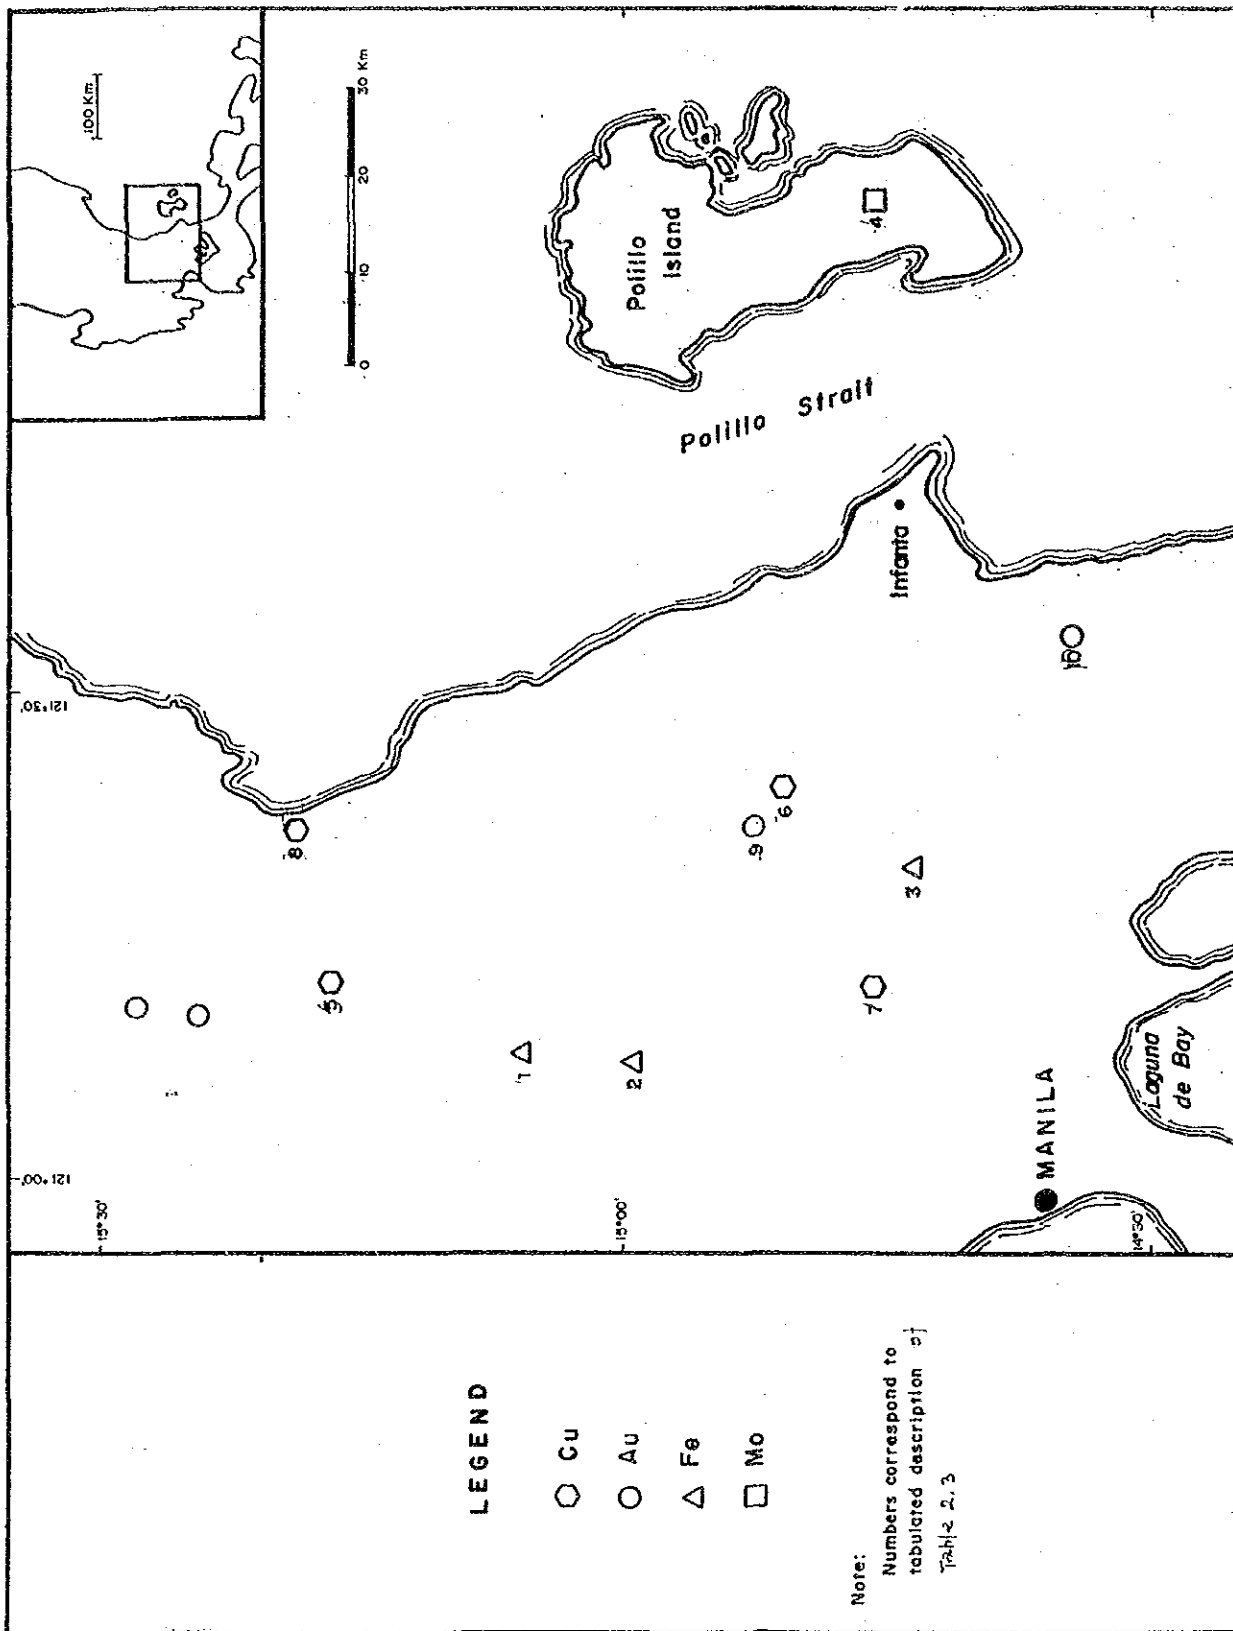 100 Km
0 10 20 30 Km
121°00'
121°30'
15°30'
15°00'
14°30'
Polillo
Island
Polillo Strait
Infanta
MANILA
Laguna
de Bay
8
5
1
2
9
6
3
7
4
10
LEGEND
Cu
Au
Fe
Mo
Note:
Numbers correspond to
tabulated description of
Table 2.3